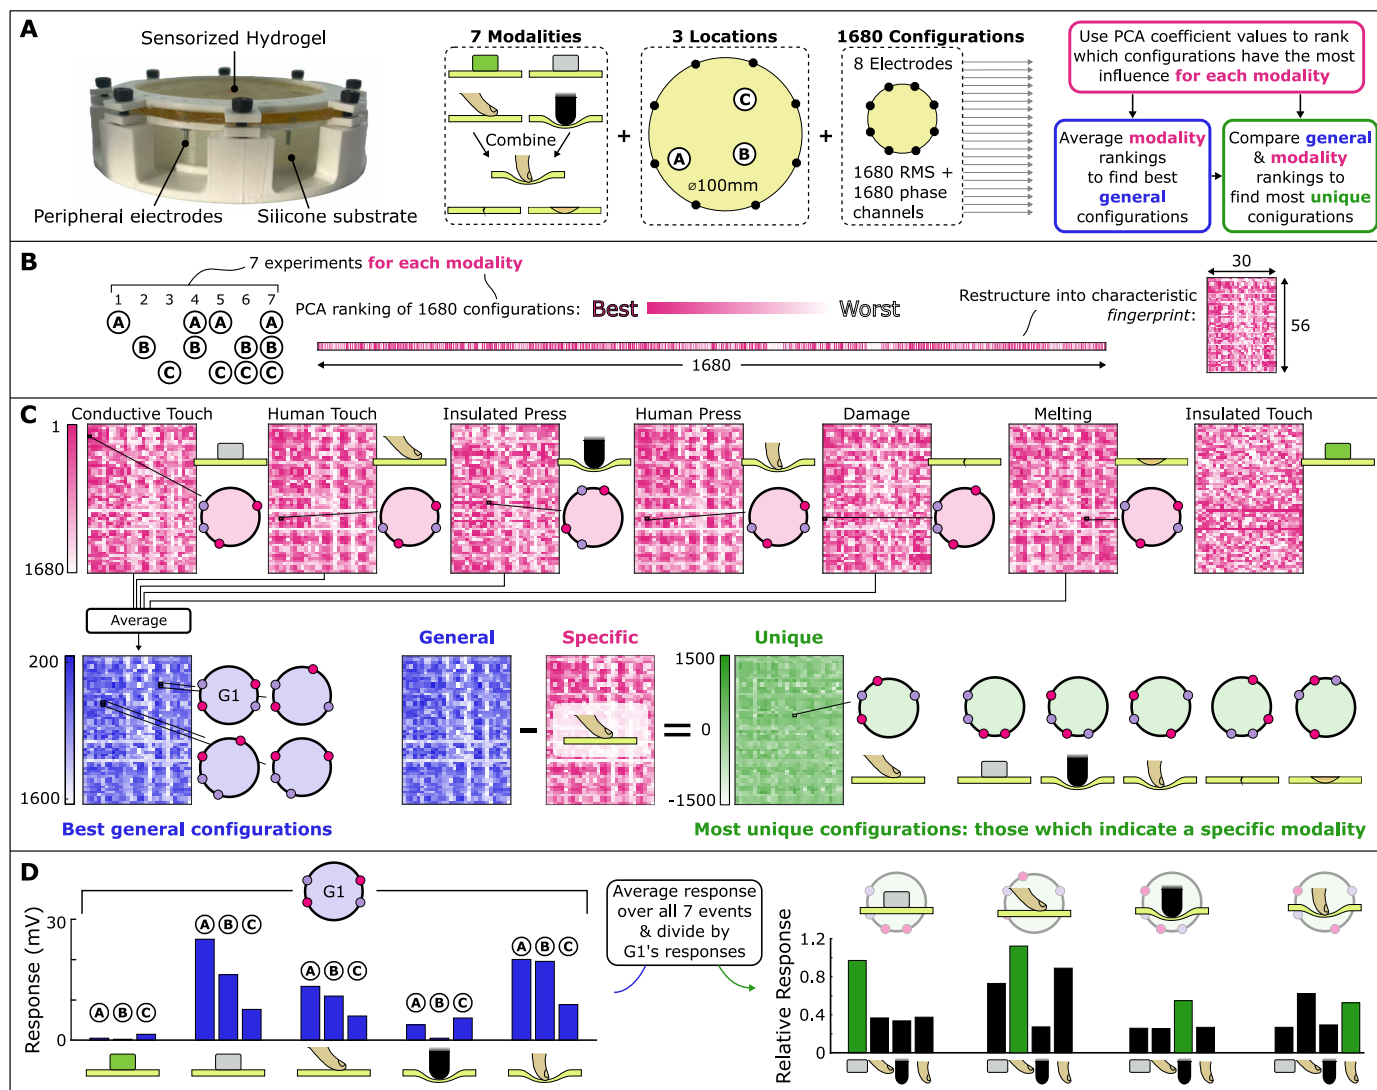 A
Sensorized Hydrogel
Peripheral electrodes
Silicone substrate
7 Modalities
Combine
+
3 Locations
C
A
B
⌀100mm
+
1680 Configurations
8 Electrodes
1680 RMS +
1680 phase
channels
Use PCA coefficient values to rank
which configurations have the most
influence for each modality
Average modality
rankings
to find best
general
configurations
Compare general
& modality
rankings to
find most unique
conigurations
B
7 experiments for each modality
1 2 3 4 5 6 7
A A A A
B B B B
C C C C
PCA ranking of 1680 configurations: Best Worst
1680
Restructure into characteristic
fingerprint:
30
56
C
Conductive Touch
Human Touch
Insulated Press
Human Press
Damage
Melting
Insulated Touch
1
1680
Average
200
1600
G1
Best general configurations
General
-
Specific
=
Unique
1500
0
-1500
Most unique configurations: those which indicate a specific modality
D
G1
Response (mV)
30
0
A B C
A B C
A B C
A B C
A B C
Average response
over all 7 events
& divide by
G1's responses
Relative Response
1.2
0.8
0.4
0